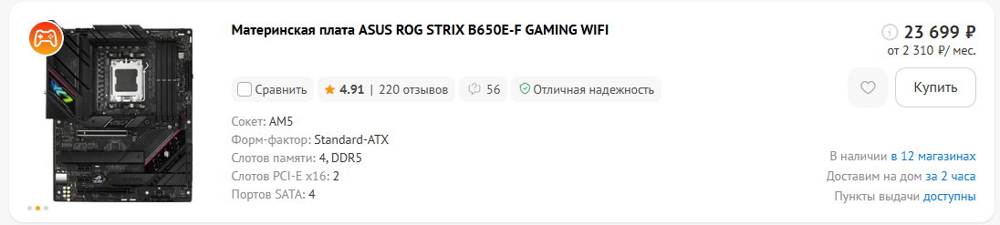 Материнская плата ASUS ROG STRIX B650E-F GAMING WIFI
23 699 ₽
от 2 310 ₽/ мес.
Сравнить
4.91 | 220 отзывов
56
Отличная надежность
Купить
Сокет: AM5
Форм-фактор: Standard-ATX
Слотов памяти: 4, DDR5
Слотов PCI-E x16: 2
Портов SATA: 4
В наличии в 12 магазинах
Доставим на дом за 2 часа
Пункты выдачи доступны